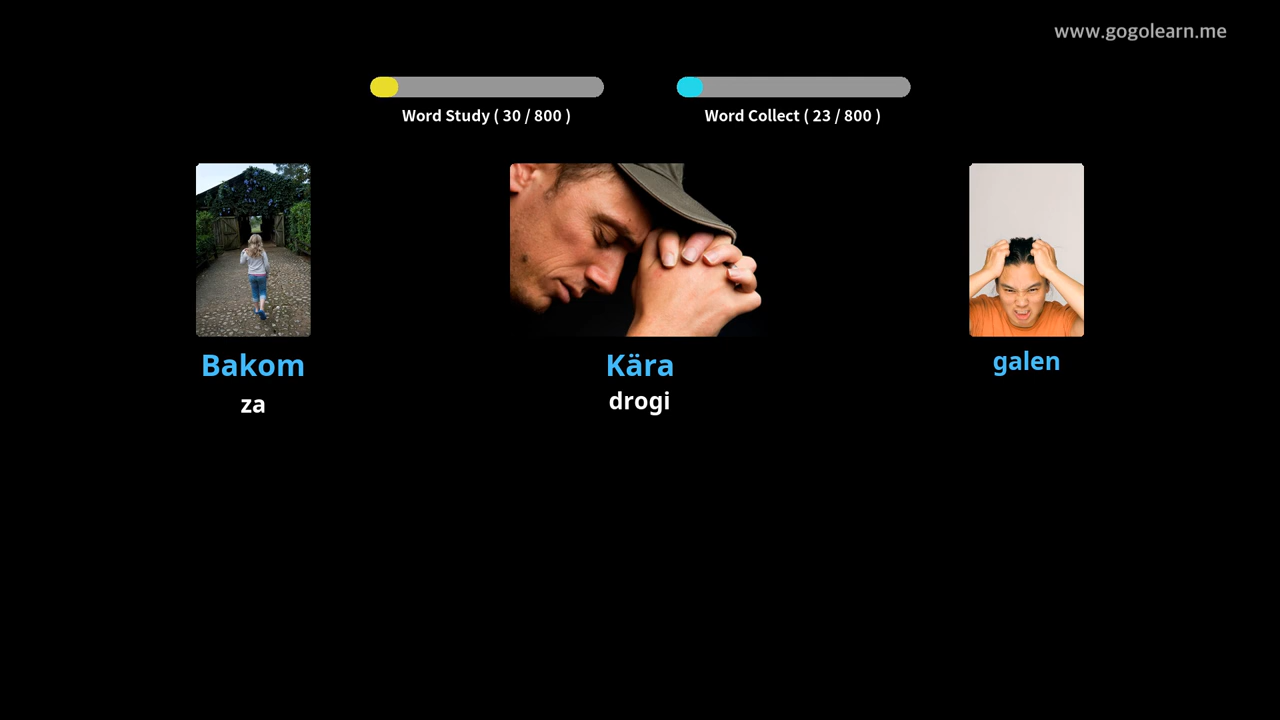 www.gogolearn.me
Word Study ( 30 / 800 )
Word Collect ( 23 / 800 )
Bakom
za
Kära
drogi
galen